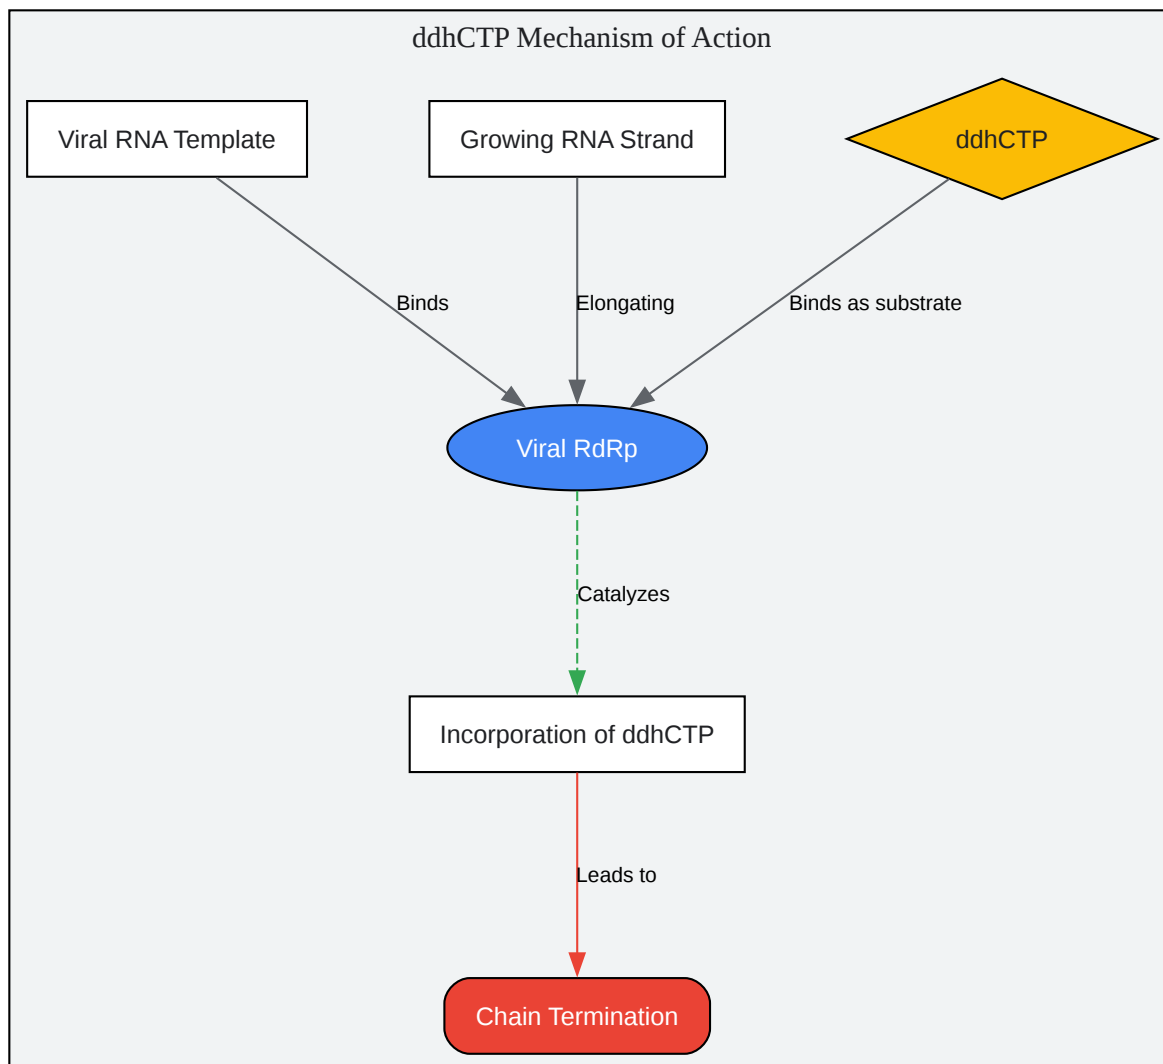 ddhCTP Mechanism of Action
Viral RNA Template
Growing RNA Strand
ddhCTP
Binds
Elongating
Binds as substrate
Viral RdRp
Catalyzes
Incorporation of ddhCTP
Leads to
Chain Termination